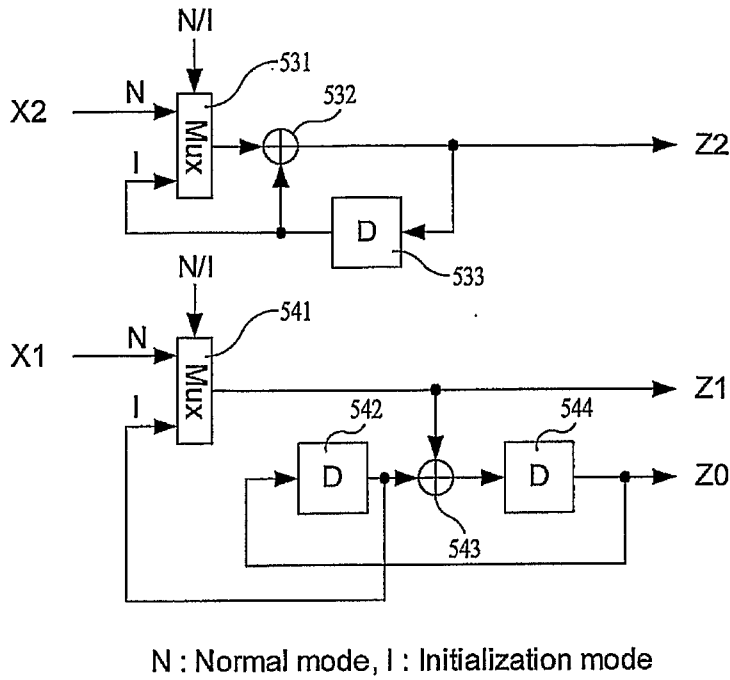 N/I
531
X2
N
Mux
532
Z2
I
D
533
N/I
541
X1
N
Mux
Z1
I
542
544
D
D
Z0
543
N : Normal mode, I : Initialization mode